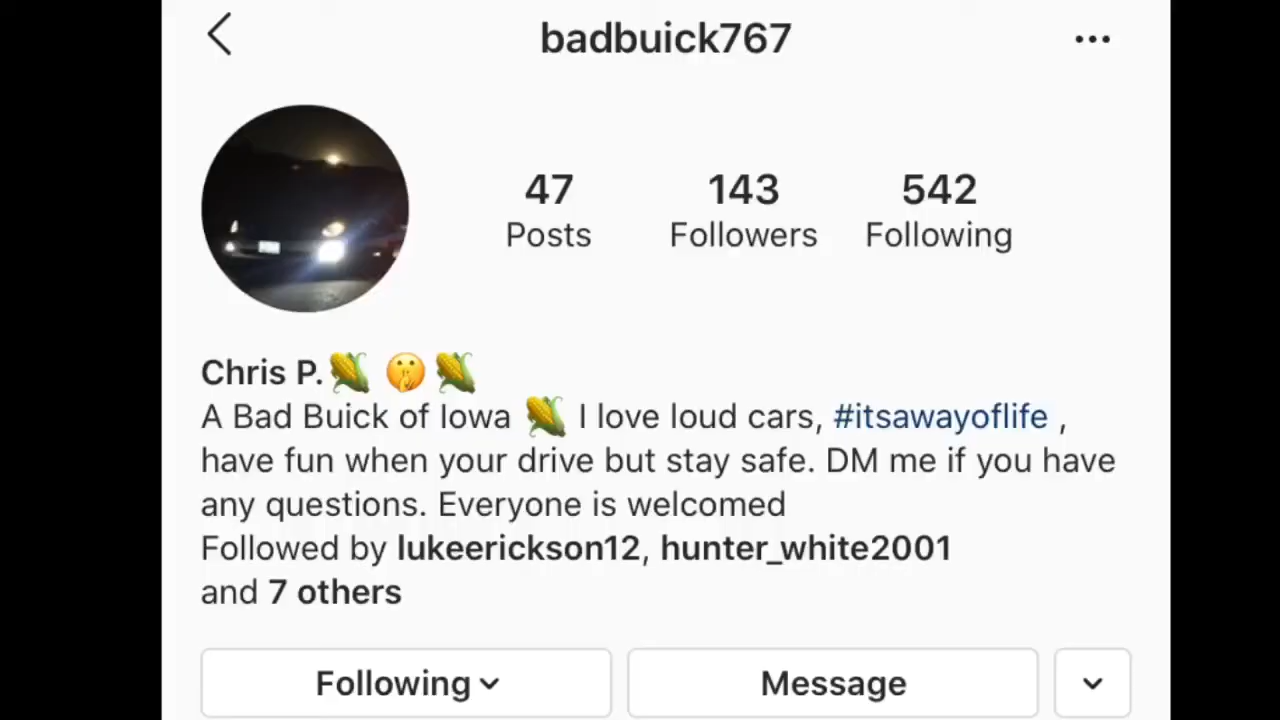 badbuick767
47 143 542
Posts Followers Following
Chris P.🌽 🤫 🌽
A Bad Buick of Iowa 🌽 I love loud cars, #itsawayoflife ,
have fun when your drive but stay safe. DM me if you have
any questions. Everyone is welcomed
Followed by lukeerickson12, hunter_white2001
and 7 others
Following Message